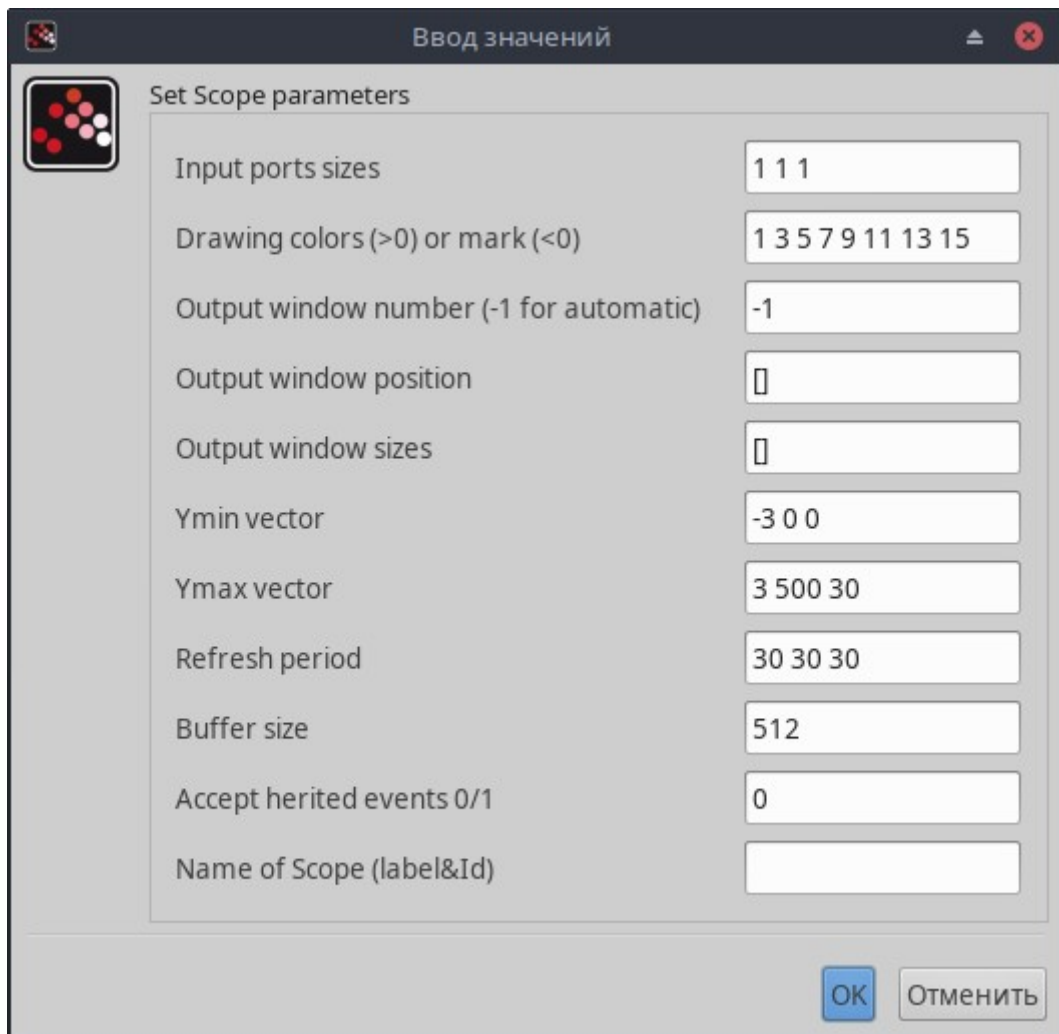 Ввод значений
Set Scope parameters
Input ports sizes 1 1 1
Drawing colors (>0) or mark (<0) 1 3 5 7 9 11 13 15
Output window number (-1 for automatic) -1
Output window position []
Output window sizes []
Ymin vector -3 0 0
Ymax vector 3 500 30
Refresh period 30 30 30
Buffer size 512
Accept herited events 0/1 0
Name of Scope (label&Id)
OK Отменить